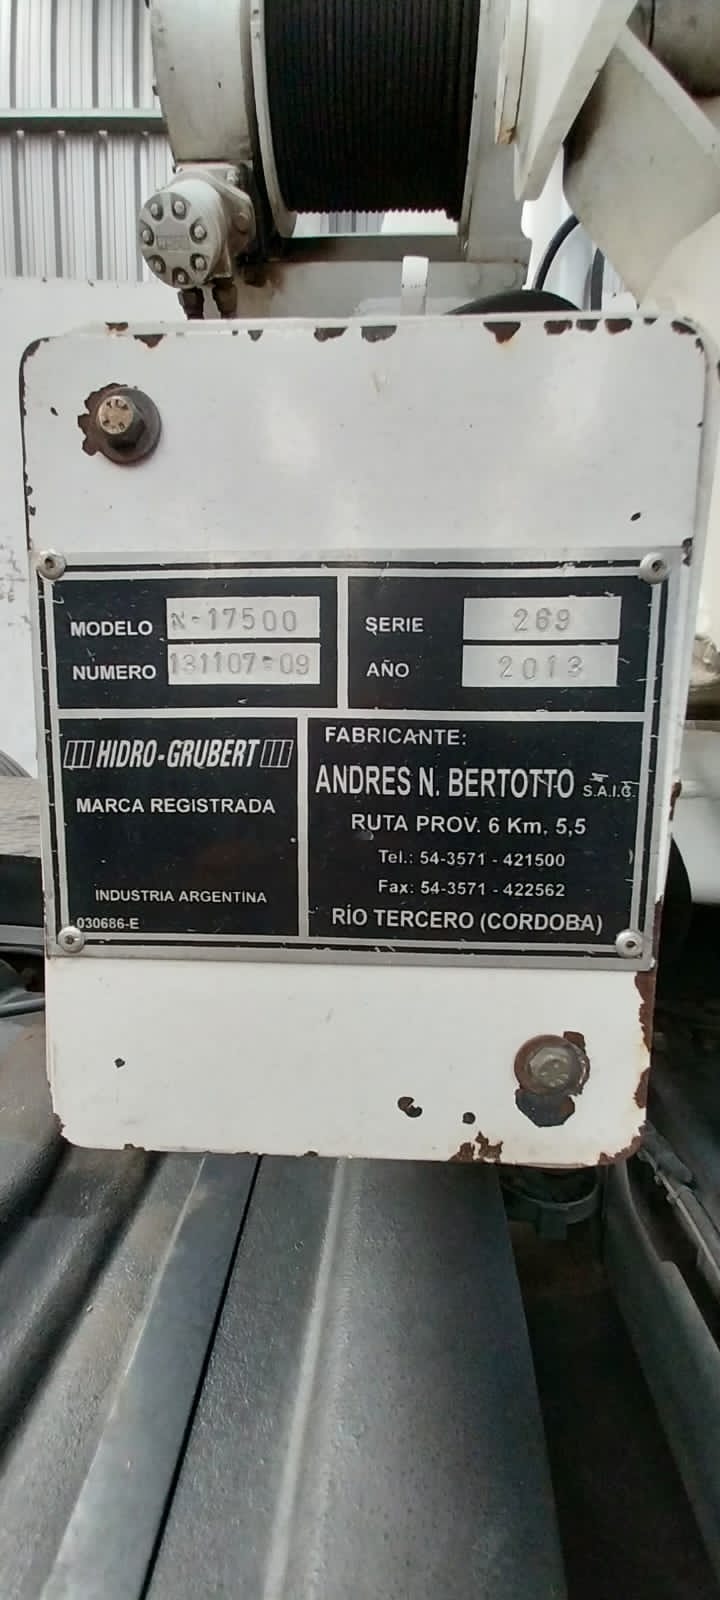 MODELO N-17500
NUMERO 131107-09
SERIE 269
AÑO 2013
HIDRO-GRUBERT
MARCA REGISTRADA
INDUSTRIA ARGENTINA
030686-E
FABRICANTE:
ANDRES N. BERTOTTO S.A.I.C.
RUTA PROV. 6 Km. 5,5
Tel.: 54-3571 - 421500
Fax: 54-3571 - 422562
RÍO TERCERO (CORDOBA)